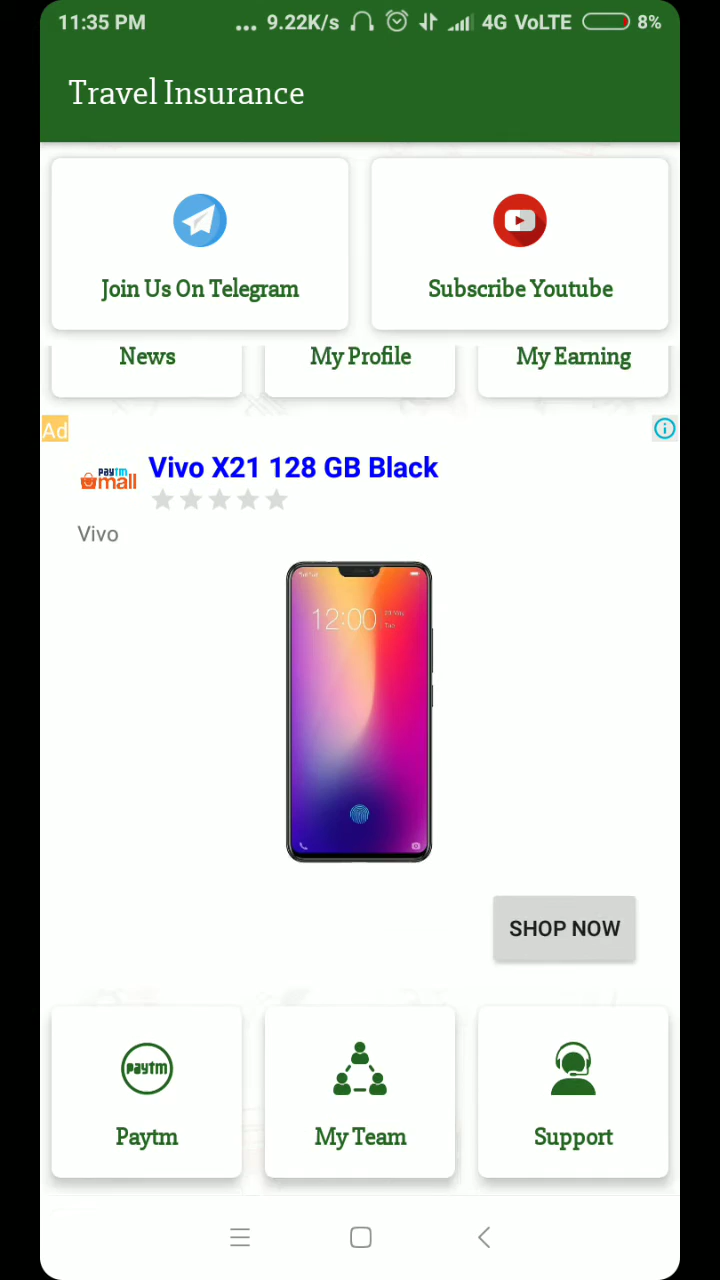 11:35 PM ... 9.22K/s 4G VoLTE 8%
Travel Insurance
Join Us On Telegram
Subscribe Youtube
News
My Profile
My Earning
Ad
paytm
mall
Vivo X21 128 GB Black
Vivo
12:00
SHOP NOW
paytm
Paytm
My Team
Support